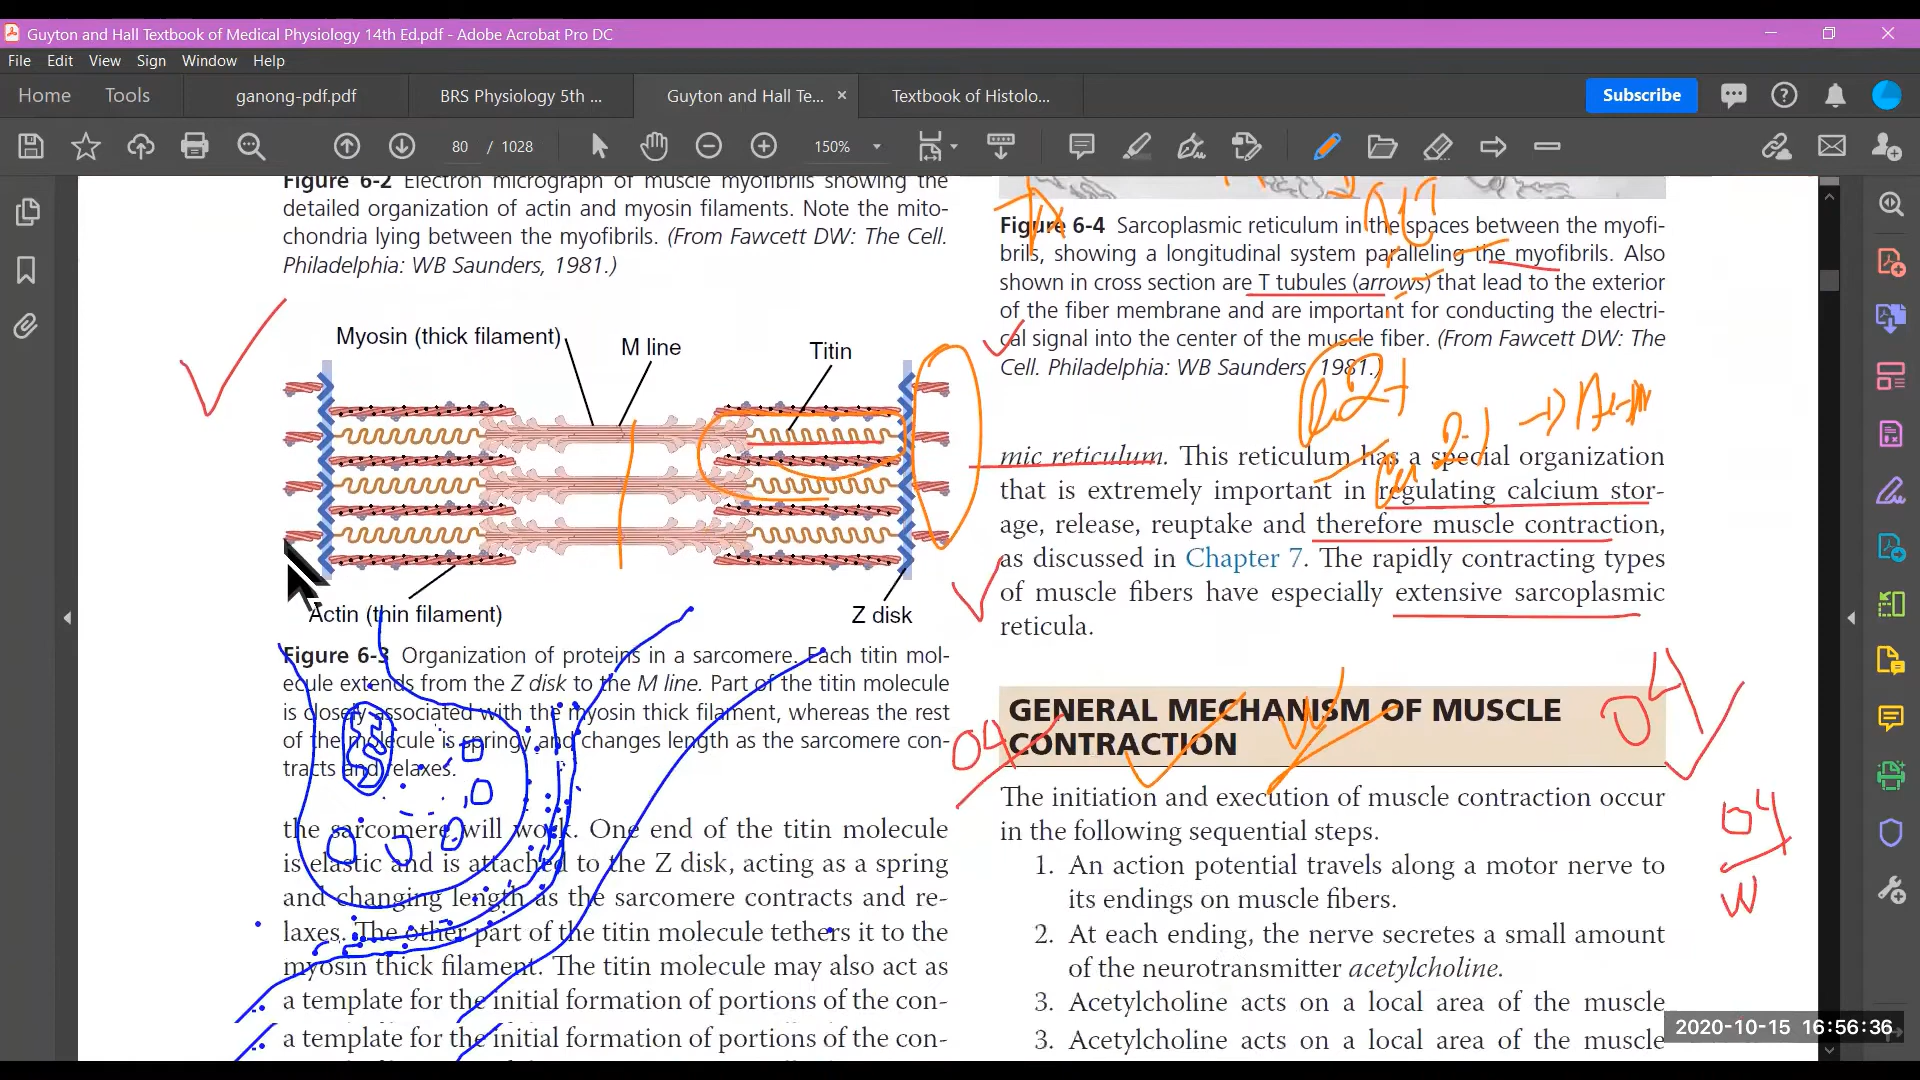 Guyton and Hall Textbook of Medical Physiology 14th Ed.pdf - Adobe Acrobat Pro DC
File Edit View Sign Window Help
Home Tools ganong-pdf.pdf BRS Physiology 5th ... Guyton and Hall Te... × Textbook of Histolo... Subscribe
80 / 1028 150%
Figure 6-2 Electron micrograph of muscle myofibrils showing the
detailed organization of actin and myosin filaments. Note the mito-
chondria lying between the myofibrils. (From Fawcett DW: The Cell.
Philadelphia: WB Saunders, 1981.)
Myosin (thick filament)
M line
Titin
Actin (thin filament)
Z disk
Figure 6-3 Organization of proteins in a sarcomere. Each titin mol-
ecule extends from the Z disk to the M line. Part of the titin molecule
is closely associated with the myosin thick filament, whereas the rest
of the molecule is springy and changes length as the sarcomere con-
tracts and relaxes.
the sarcomere will work. One end of the titin molecule
is elastic and is attached to the Z disk, acting as a spring
and changing length as the sarcomere contracts and re-
laxes. The other part of the titin molecule tethers it to the
myosin thick filament. The titin molecule may also act as
a template for the initial formation of portions of the con-
a template for the initial formation of portions of the con-
Figure 6-4 Sarcoplasmic reticulum in the spaces between the myofi-
brils, showing a longitudinal system paralleling the myofibrils. Also
shown in cross section are T tubules (arrows) that lead to the exterior
of the fiber membrane and are important for conducting the electri-
cal signal into the center of the muscle fiber. (From Fawcett DW: The
Cell. Philadelphia: WB Saunders, 1981.)
mic reticulum. This reticulum has a special organization
that is extremely important in regulating calcium stor-
age, release, reuptake and therefore muscle contraction,
as discussed in Chapter 7. The rapidly contracting types
of muscle fibers have especially extensive sarcoplasmic
reticula.
GENERAL MECHANISM OF MUSCLE
CONTRACTION
The initiation and execution of muscle contraction occur
in the following sequential steps.
1. An action potential travels along a motor nerve to
its endings on muscle fibers.
2. At each ending, the nerve secretes a small amount
of the neurotransmitter acetylcholine.
3. Acetylcholine acts on a local area of the muscle
3. Acetylcholine acts on a local area of the muscle
2020-10-15 16:56:36